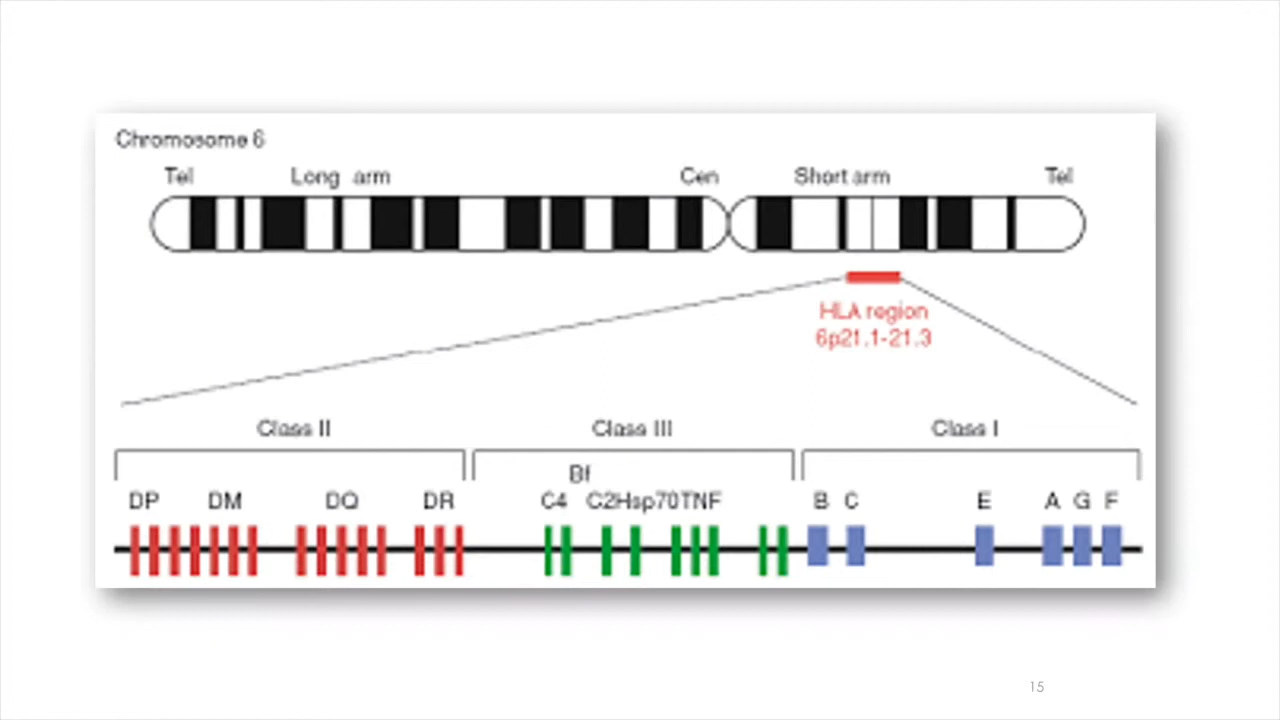 Chromosome 6
Tel Long arm Cen Short arm Tel
HLA region
6p21.1-21.3
Class II Class III Class I
Bf
DP DM DQ DR C4 C2Hsp70TNF B C E A G F
15